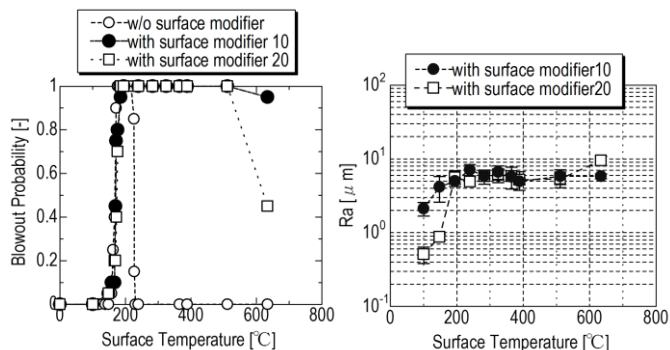 w/o surface modifier
with surface modifier 10
with surface modifier 20
Blowout Probability [-]
1
0.8
0.6
0.4
0.2
0
0
200
400
600
800
Surface Temperature [℃]
with surface modifier10
with surface modifier20
Ra [μm]
10²
10¹
10⁰
10⁻¹
0
200
400
600
800
Surface Temperature [℃]